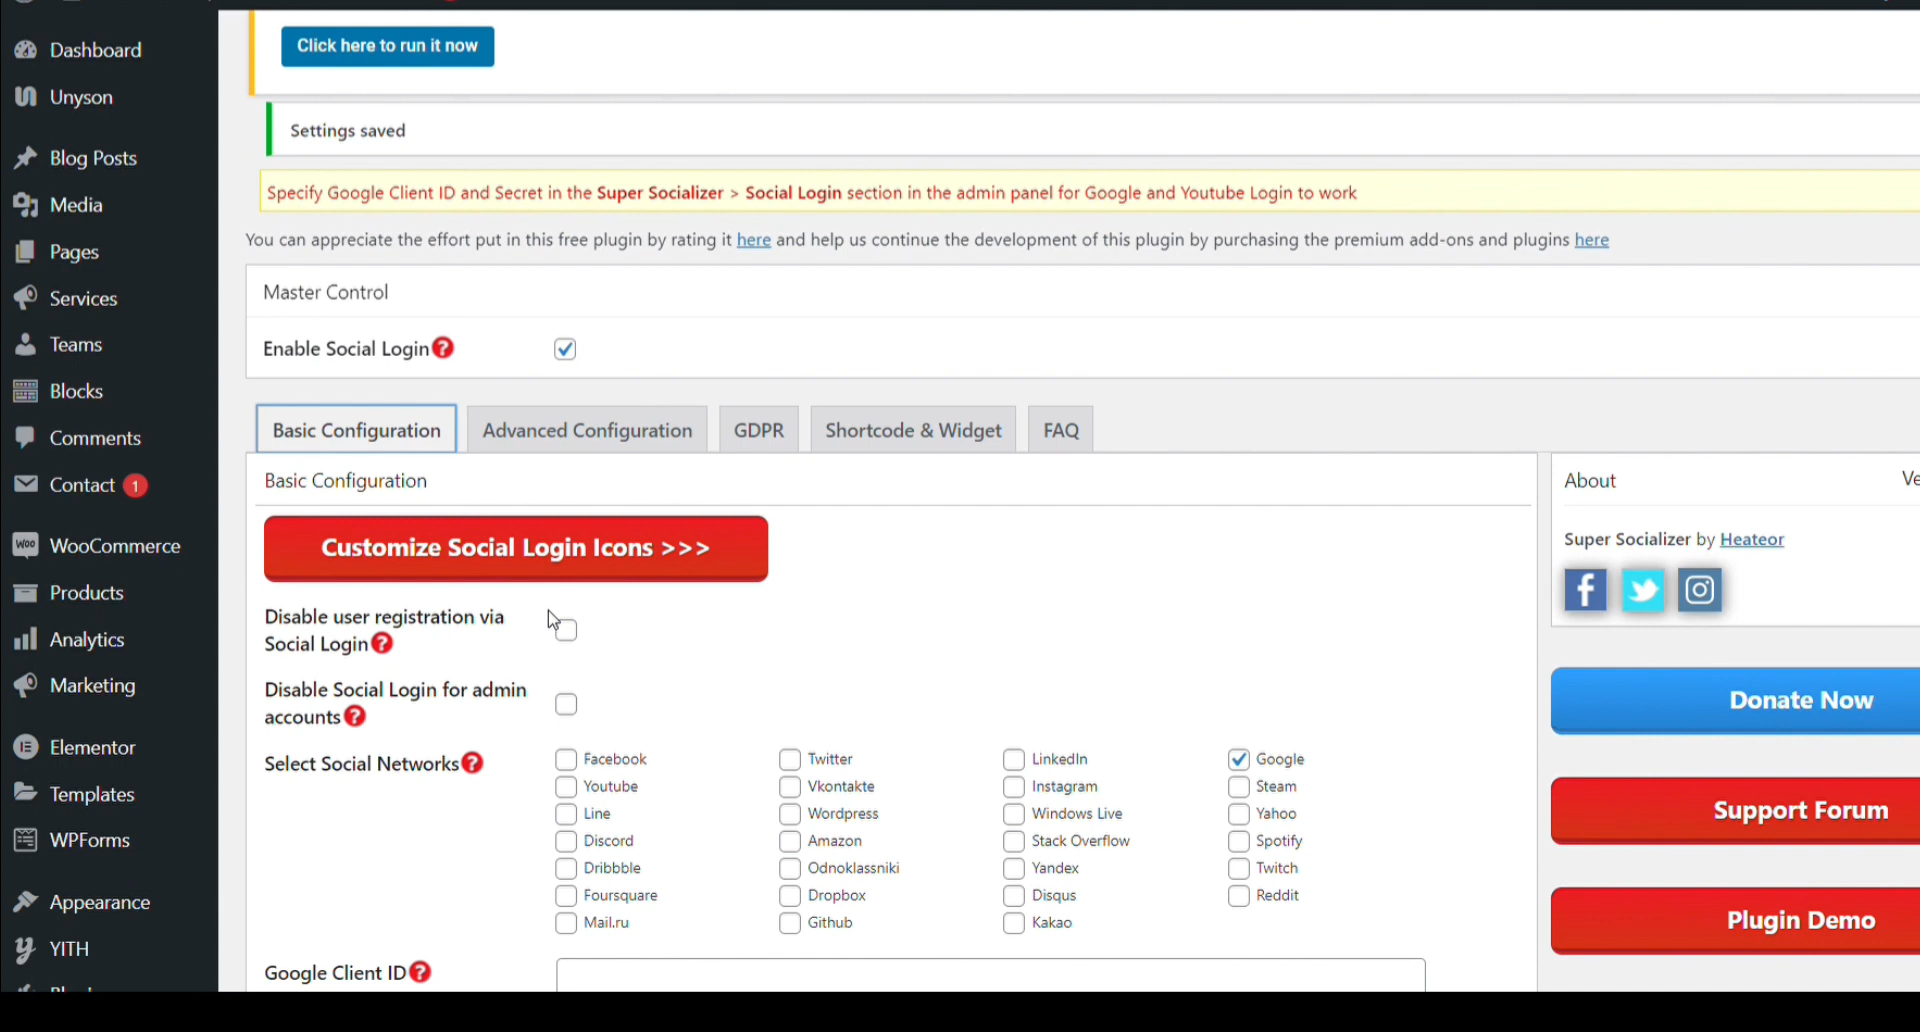 Dashboard
Unyson
Blog Posts
Media
Pages
Services
Teams
Blocks
Comments
Contact 1
WooCommerce
Products
Analytics
Marketing
Elementor
Templates
WPForms
Appearance
YITH
Click here to run it now
Settings saved
Specify Google Client ID and Secret in the Super Socializer > Social Login section in the admin panel for Google and Youtube Login to work
You can appreciate the effort put in this free plugin by rating it here and help us continue the development of this plugin by purchasing the premium add-ons and plugins here
Master Control
Enable Social Login ?
Basic Configuration Advanced Configuration GDPR Shortcode & Widget FAQ
Basic Configuration
Customize Social Login Icons >>>
Disable user registration via
Social Login ?
Disable Social Login for admin
accounts ?
Select Social Networks ?
Facebook Twitter LinkedIn Google
Youtube Vkontakte Instagram Steam
Line Wordpress Windows Live Yahoo
Discord Amazon Stack Overflow Spotify
Dribbble Odnoklassniki Yandex Twitch
Foursquare Dropbox Disqus Reddit
Mail.ru Github Kakao
Google Client ID ?
About
Super Socializer by Heateor
Donate Now
Support Forum
Plugin Demo